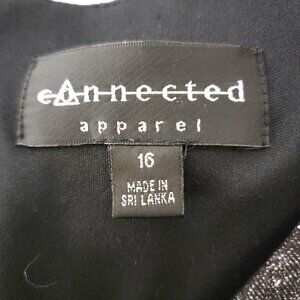 connected
apparel
16
MADE IN
SRI LANKA